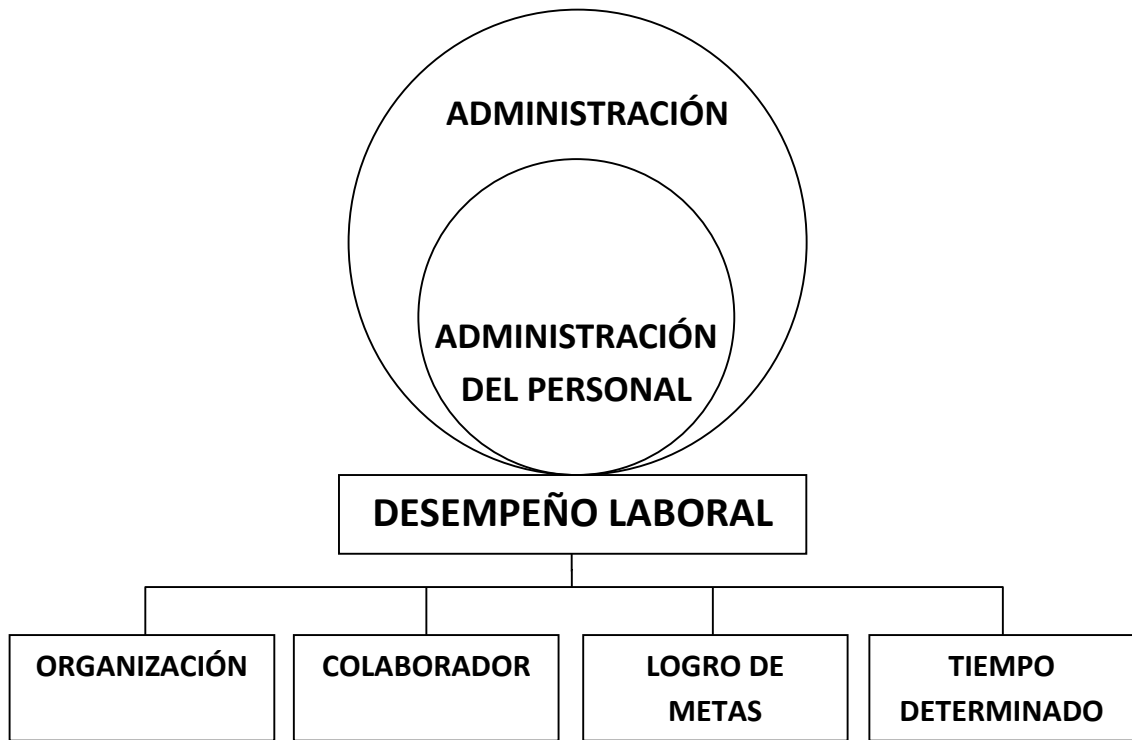 ADMINISTRACIÓN
ADMINISTRACIÓN
DEL PERSONAL
DESEMPEÑO LABORAL
ORGANIZACIÓN
COLABORADOR
LOGRO DE
METAS
TIEMPO
DETERMINADO